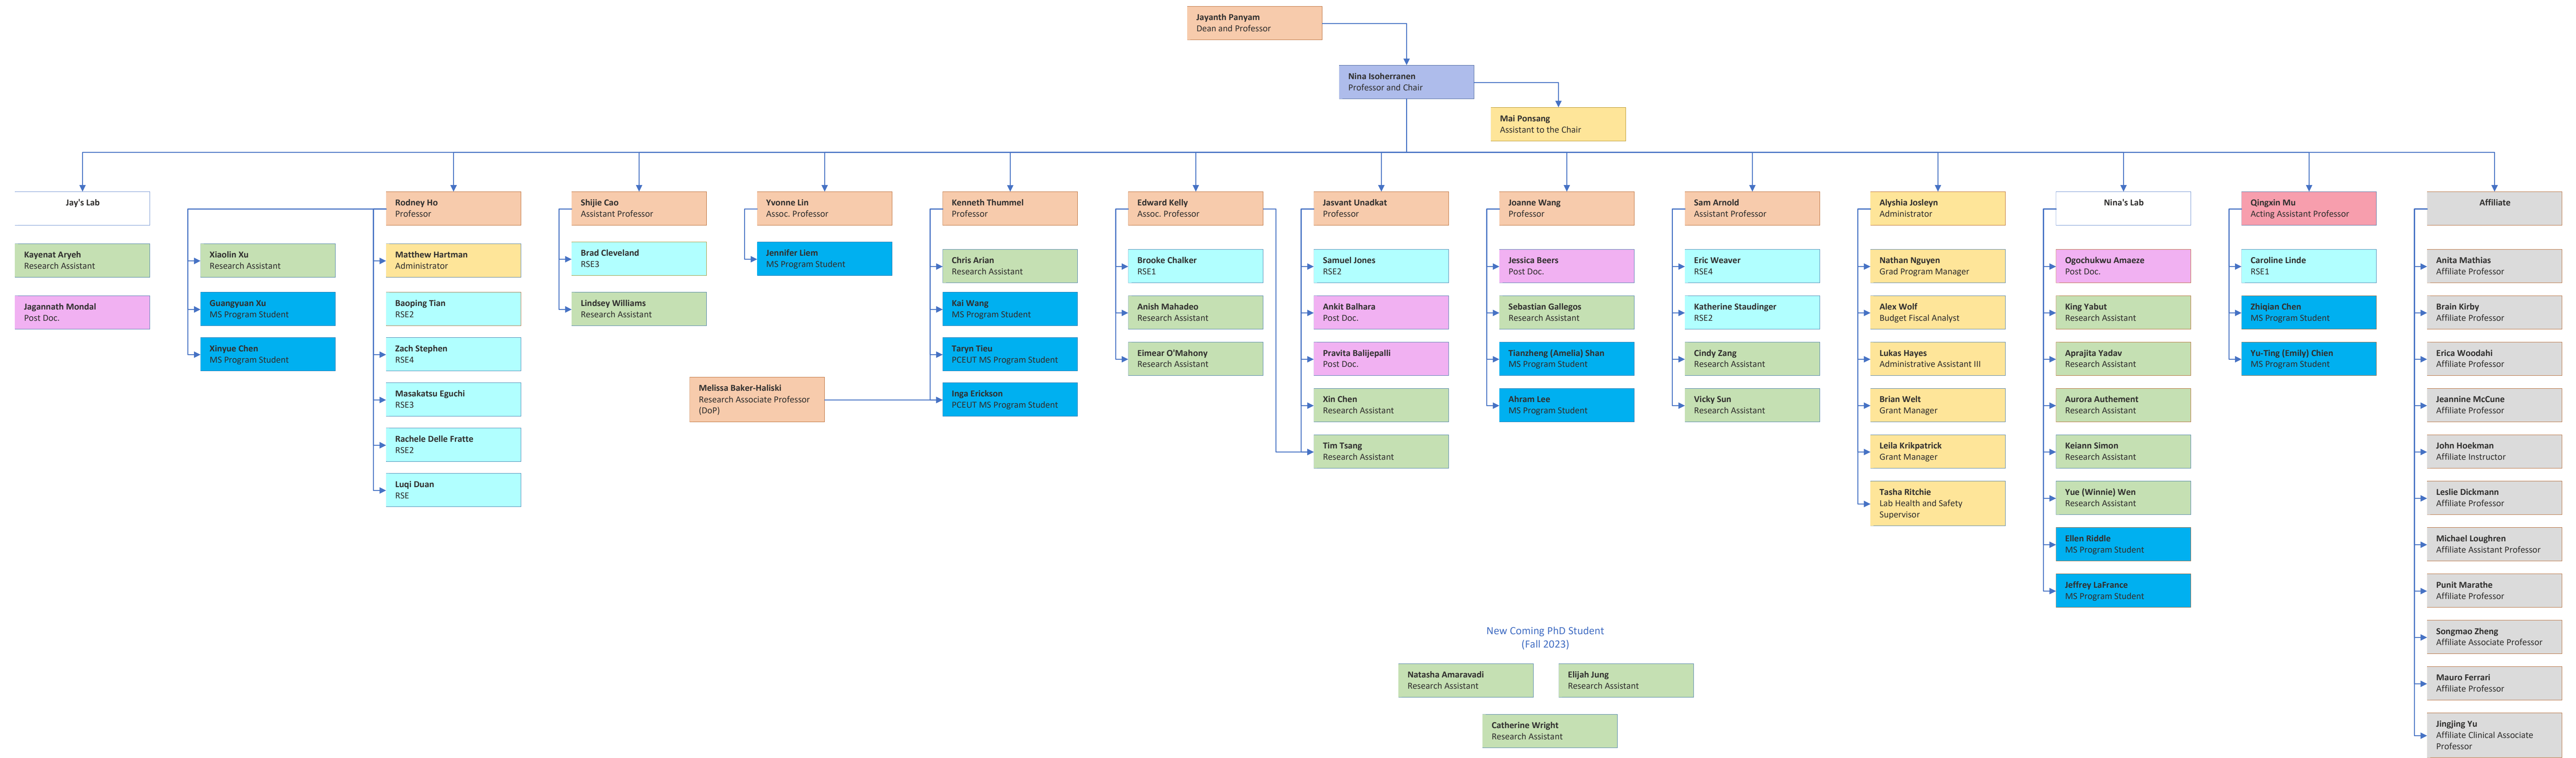 Jayanth Panyam
Dean and Professor
Nina Isoherranen
Professor and Chair
Mai Ponsang
Assistant to the Chair
Jay's Lab
Kayenat Aryeh
Research Assistant
Jagannath Mondal
Post Doc.
Rodney Ho
Professor
Xiaolin Xu
Research Assistant
Guangyuan Xu
MS Program Student
Xinyue Chen
MS Program Student
Matthew Hartman
Administrator
Baoping Tian
RSE2
Zach Stephen
RSE4
Masakatsu Eguchi
RSE3
Rachele Delle Fratte
RSE2
Luqi Duan
RSE
Shijie Cao
Assistant Professor
Brad Cleveland
RSE3
Lindsey Williams
Research Assistant
Yvonne Lin
Assoc. Professor
Jennifer Liem
MS Program Student
Melissa Baker-Haliski
Research Associate Professor
(DoP)
Kenneth Thummel
Professor
Chris Arian
Research Assistant
Kai Wang
MS Program Student
Taryn Tieu
PCEUT MS Program Student
Inga Erickson
PCEUT MS Program Student
Edward Kelly
Assoc. Professor
Brooke Chalker
RSE1
Anish Mahadeo
Research Assistant
Eimear O'Mahony
Research Assistant
Jasvant Unadkat
Professor
Samuel Jones
RSE2
Ankit Balhara
Post Doc.
Pravita Balijepalli
Post Doc.
Xin Chen
Research Assistant
Tim Tsang
Research Assistant
Joanne Wang
Professor
Jessica Beers
Post Doc.
Sebastian Gallegos
Research Assistant
Tianzheng (Amelia) Shan
MS Program Student
Ahram Lee
MS Program Student
Sam Arnold
Assistant Professor
Eric Weaver
RSE4
Katherine Staudinger
RSE2
Cindy Zang
Research Assistant
Vicky Sun
Research Assistant
Alyshia Josleyn
Administrator
Nathan Nguyen
Grad Program Manager
Alex Wolf
Budget Fiscal Analyst
Lukas Hayes
Administrative Assistant III
Brian Welt
Grant Manager
Leila Krikpatrick
Grant Manager
Tasha Ritchie
Lab Health and Safety
Supervisor
Nina's Lab
Ogochukwu Amaeze
Post Doc.
King Yabut
Research Assistant
Aprajita Yadav
Research Assistant
Aurora Authement
Research Assistant
Keiann Simon
Research Assistant
Yue (Winnie) Wen
Research Assistant
Ellen Riddle
MS Program Student
Jeffrey LaFrance
MS Program Student
Qingxin Mu
Acting Assistant Professor
Caroline Linde
RSE1
Zhiqian Chen
MS Program Student
Yu-Ting (Emily) Chien
MS Program Student
Affiliate
Anita Mathias
Affiliate Professor
Brain Kirby
Affiliate Professor
Erica Woodahi
Affiliate Professor
Jeannine McCune
Affiliate Professor
John Hoekman
Affiliate Instructor
Leslie Dickmann
Affiliate Professor
Michael Loughren
Affiliate Assistant Professor
Punit Marathe
Affiliate Professor
Songmao Zheng
Affiliate Associate Professor
Mauro Ferrari
Affiliate Professor
Jingjing Yu
Affiliate Clinical Associate
Professor
New Coming PhD Student
(Fall 2023)
Natasha Amaravadi
Research Assistant
Elijah Jung
Research Assistant
Catherine Wright
Research Assistant